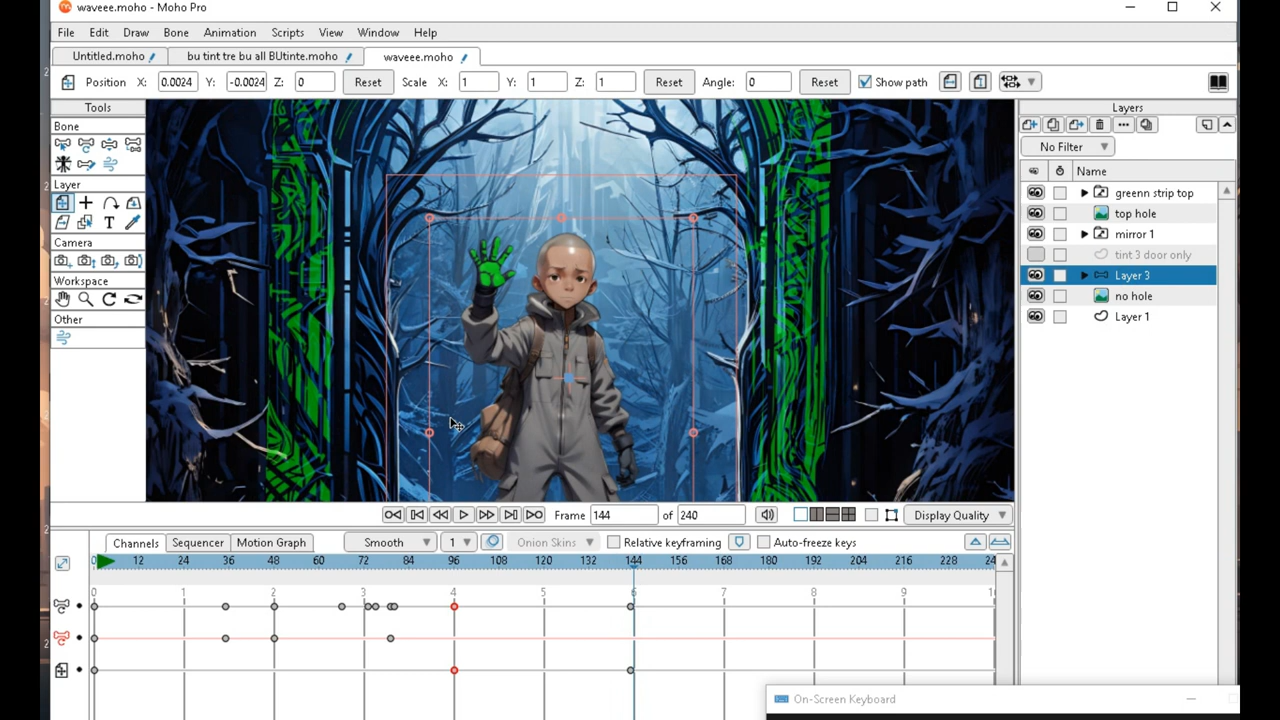 waveee.moho - Moho Pro
File Edit Draw Bone Animation Scripts View Window Help
Untitled.moho bu tint tre bu all BUtinte.moho waveee.moho
Position X: 0.0024 Y: -0.0024 Z: 0 Reset Scale X: 1 Y: 1 Z: 1 Reset Angle: 0 Reset Show path
Tools
Bone
Layer
T
Camera
Workspace
Other
Layers
No Filter
Name
greenn strip top
top hole
mirror 1
tint 3 door only
Layer 3
no hole
Layer 1
Frame 144 of 240 Display Quality
Channels Sequencer Motion Graph Smooth 1 Onion Skins Relative keyframing Auto-freeze keys
0 12 24 36 48 60 72 84 96 108 120 132 144 156 168 180 192 204 216 228 24
0 1 2 3 4 5 6 7 8 9 1
On-Screen Keyboard